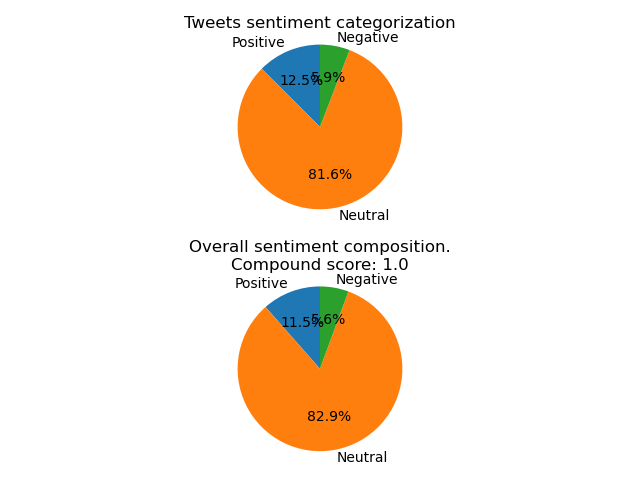 Tweets sentiment categorization
Negative
Positive
12.5%
5.9%
81.6%
Neutral
Overall sentiment composition.
Compound score: 1.0
Negative
Positive
11.5%
5.6%
82.9%
Neutral